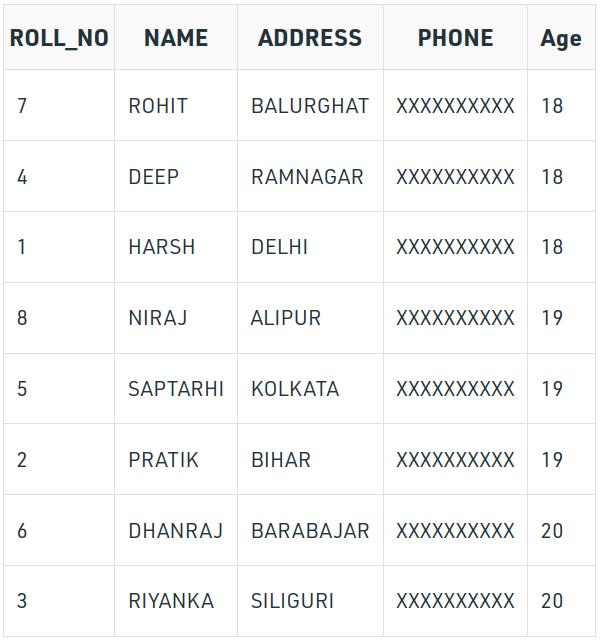 ROLL_NO NAME ADDRESS PHONE Age
7 ROHIT BALURGHAT XXXXXXXXXX 18
4 DEEP RAMNAGAR XXXXXXXXXX 18
1 HARSH DELHI XXXXXXXXXX 18
8 NIRAJ ALIPUR XXXXXXXXXX 19
5 SAPTARHI KOLKATA XXXXXXXXXX 19
2 PRATIK BIHAR XXXXXXXXXX 19
6 DHANRAJ BARABAJAR XXXXXXXXXX 20
3 RIYANKA SILIGURI XXXXXXXXXX 20